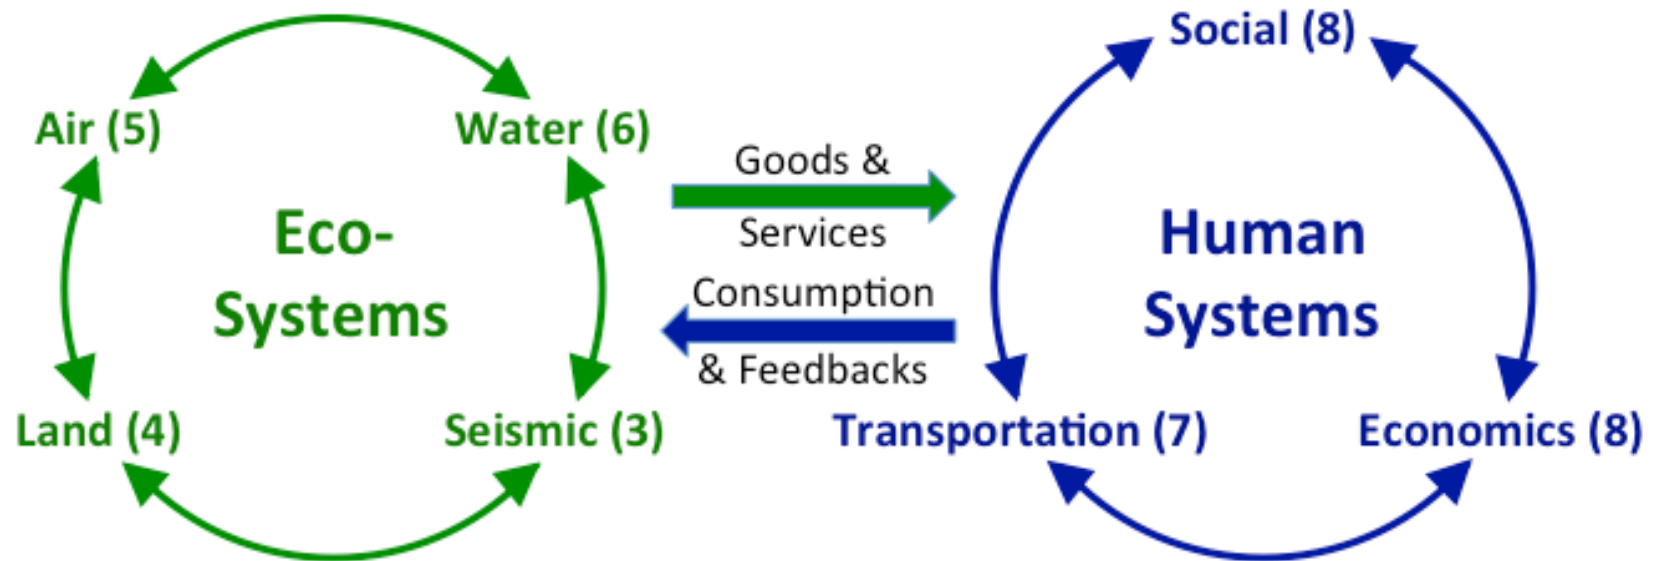 Social (8)
Air (5)
Water (6)
Goods &
Services
Eco-
Systems
Human
Systems
Consumption
& Feedbacks
Land (4)
Seismic (3)
Transportation (7)
Economics (8)